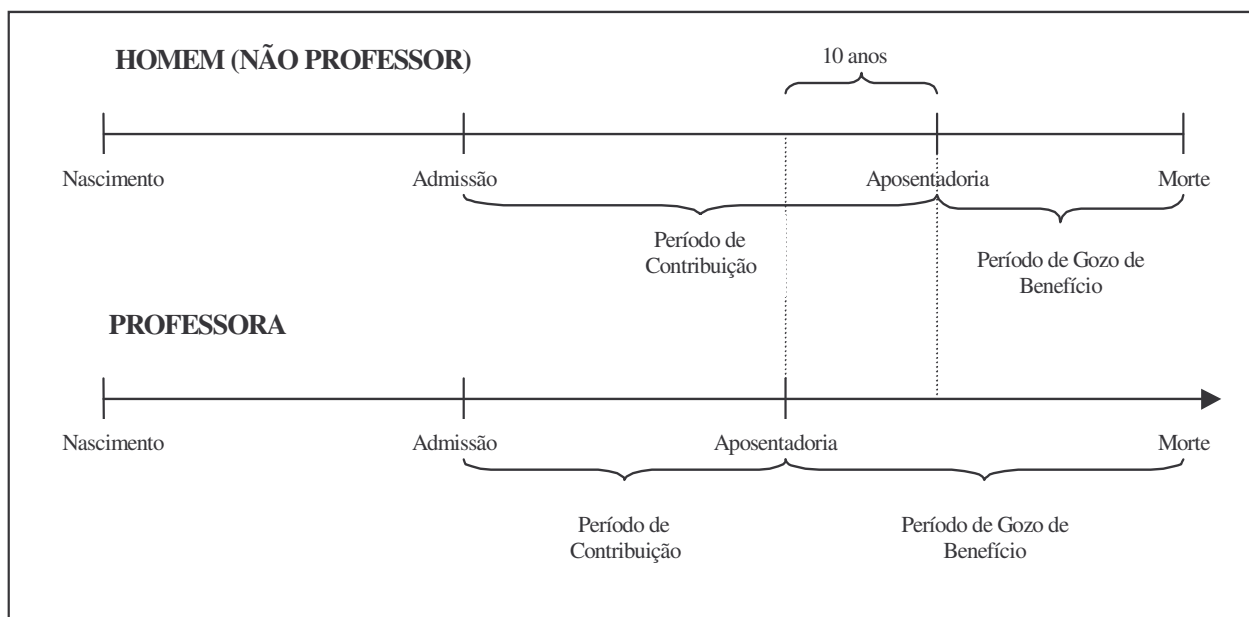 HOMEM (NÃO PROFESSOR)
10 anos
Nascimento
Admissão
Aposentadoria
Morte
Período de
Contribuição
Período de Gozo de
Benefício
PROFESSORA
Nascimento
Admissão
Aposentadoria
Morte
Período de
Contribuição
Período de Gozo de
Benefício